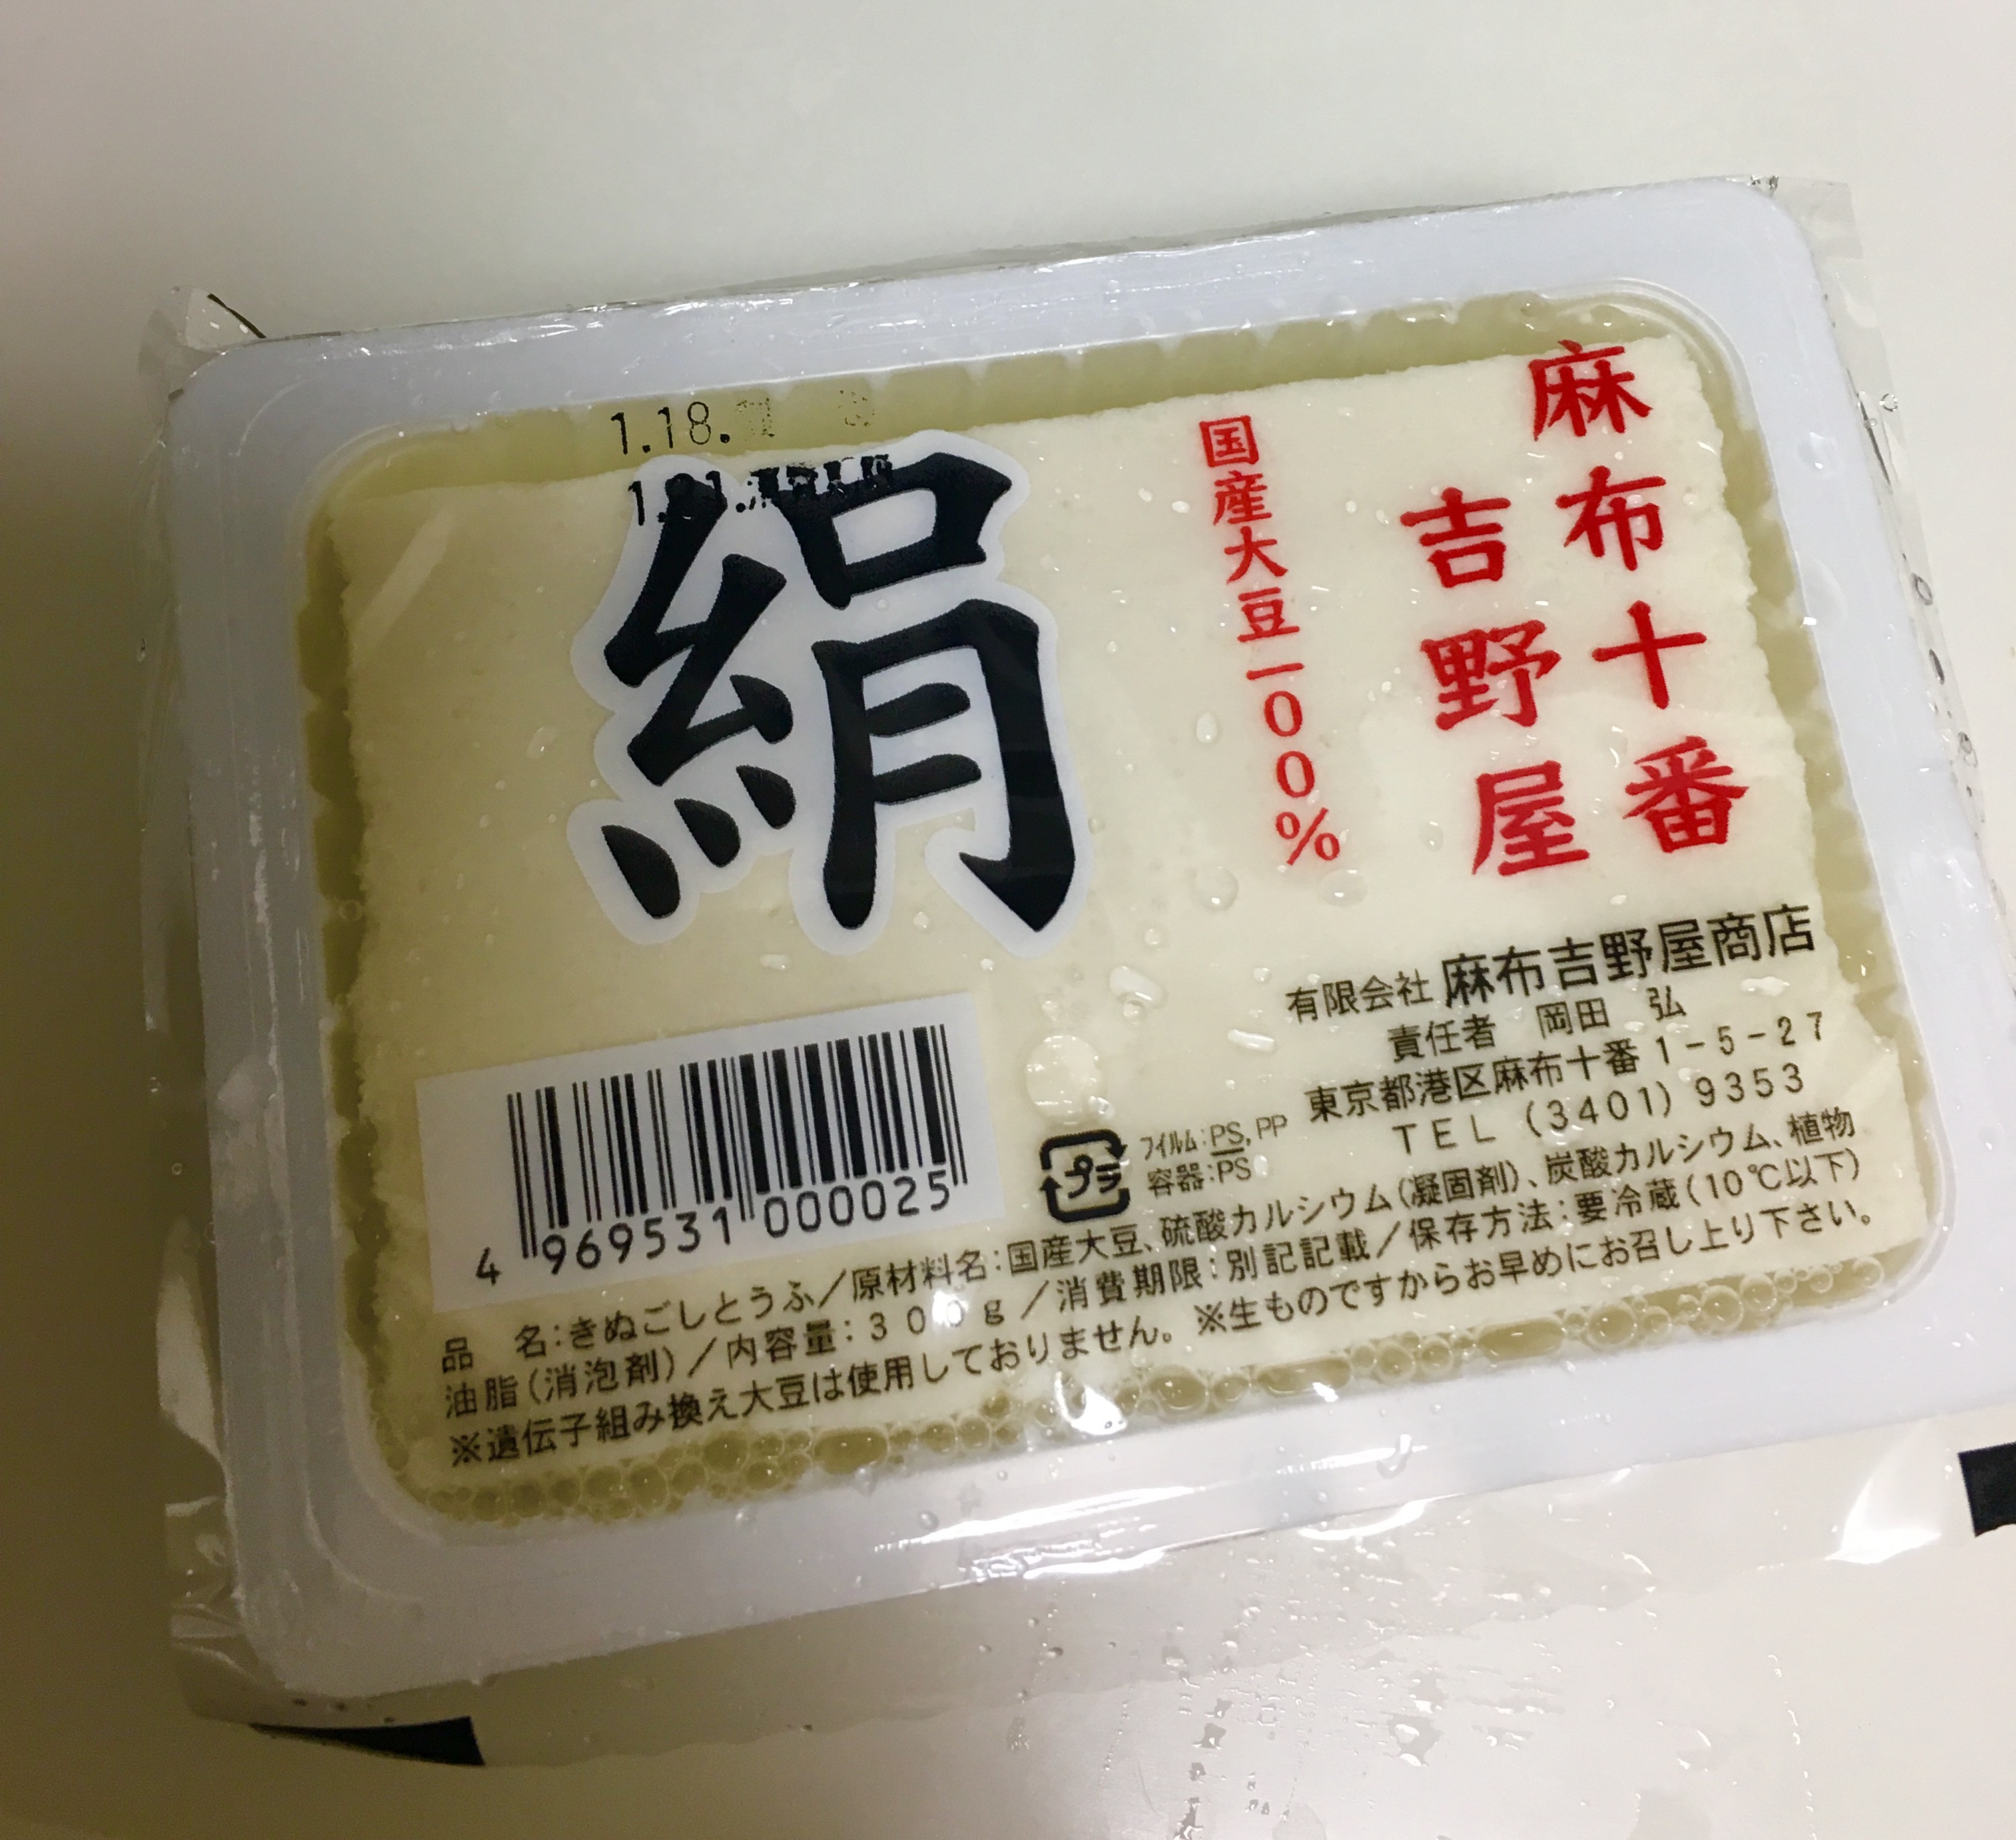 麻布十番
吉野屋
国産大豆一00%
1.18.
絹
有限会社 麻布吉野屋商店
責任者 岡田 弘
東京都港区麻布十番1-5-27
TEL (3401) 9353
フイルム:PS, PP
容器:PS
プラ
4 969531 000025
品 名:きぬごしとうふ/原材料名:国産大豆、硫酸カルシウム(凝固剤)、炭酸カルシウム、植物
油脂(消泡剤)/内容量:300g/消費期限:別記記載/保存方法:要冷蔵(10℃以下)
※遺伝子組み換え大豆は使用しておりません。※生ものですからお早めにお召し上り下さい。